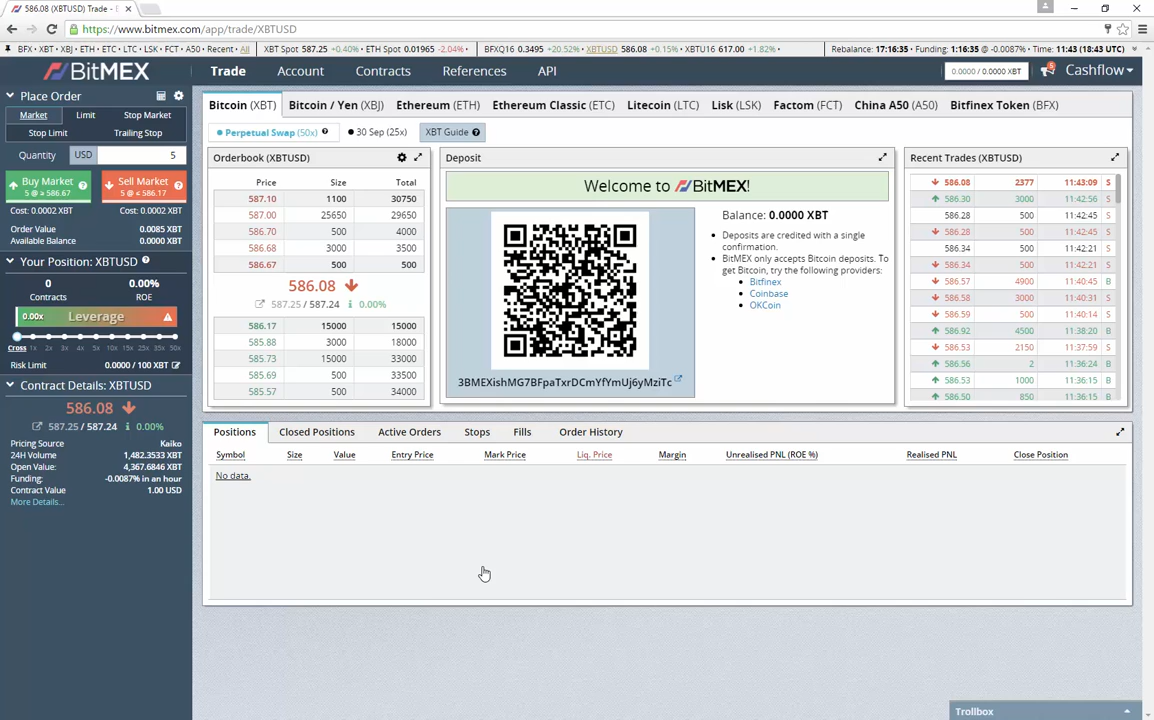 586.08 (XBTUSD) Trade -
https://www.bitmex.com/app/trade/XBTUSD
BFX • XBT • XBJ • ETH • ETC • LTC • LSK • FCT • A50 • Recent • All
XBT Spot 587.25 +0.40% • ETH Spot 0.01965 -2.04% •
BFXQ16 0.3495 +20.52% XBTUSD 586.08 +0.15% • XBTU16 617.00 +1.82% •
Rebalance: 17:16:35 • Funding: 1:16:35 @ -0.0087% • Time: 11:43 (18:43 UTC)
BitMEX
Trade
Account
Contracts
References
API
0.0000 / 0.0000 XBT
Cashflow
Place Order
Market
Limit
Stop Market
Stop Limit
Trailing Stop
Quantity
USD
5
Buy Market
5 @ ≥ 586.67
Sell Market
5 @ ≤ 586.17
Cost: 0.0002 XBT
Cost: 0.0002 XBT
Order Value
0.0085 XBT
Available Balance
0.0000 XBT
Your Position: XBTUSD
0
0.00%
Contracts
ROE
0.00x
Leverage
Cross 1x 2x 3x 4x 5x 10x 15x 25x 35x 50x
Risk Limit
0.0000 / 100 XBT
Contract Details: XBTUSD
586.08
587.25 / 587.24
0.00%
Pricing Source
Kaiko
24H Volume
1,482.3533 XBT
Open Value:
4,367.6846 XBT
Funding:
-0.0087% in an hour
Contract Value
1.00 USD
More Details...
Bitcoin (XBT)
Bitcoin / Yen (XBJ)
Ethereum (ETH)
Ethereum Classic (ETC)
Litecoin (LTC)
Lisk (LSK)
Factom (FCT)
China A50 (A50)
Bitfinex Token (BFX)
Perpetual Swap (50x)
30 Sep (25x)
XBT Guide
Orderbook (XBTUSD)
Price Size Total
587.10 1100 30750
587.00 25650 29650
586.70 500 4000
586.68 3000 3500
586.67 500 500
586.08
587.25 / 587.24
0.00%
586.17 15000 15000
585.88 3000 18000
585.73 15000 33000
585.69 500 33500
585.57 500 34000
Deposit
Welcome to BitMEX!
3BMEXishMG7BFpaTxrDCmYfYmUj6yMziTc
Balance: 0.0000 XBT
• Deposits are credited with a single
confirmation.
• BitMEX only accepts Bitcoin deposits. To
get Bitcoin, try the following providers:
• Bitfinex
• Coinbase
• OKCoin
Recent Trades (XBTUSD)
586.08 2377 11:43:09 S
586.30 3000 11:42:56 S
586.28 500 11:42:45 S
586.28 500 11:42:45 S
586.34 500 11:42:21 S
586.34 500 11:42:21 S
586.57 4900 11:40:45 B
586.58 3000 11:40:31 S
586.59 500 11:40:14 S
586.92 4500 11:38:20 B
586.53 2150 11:37:59 S
586.56 2 11:36:24 B
586.53 1000 11:36:15 B
586.50 850 11:36:15 B
Positions
Closed Positions
Active Orders
Stops
Fills
Order History
Symbol
Size
Value
Entry Price
Mark Price
Liq. Price
Margin
Unrealised PNL (ROE %)
Realised PNL
Close Position
No data.
Trollbox